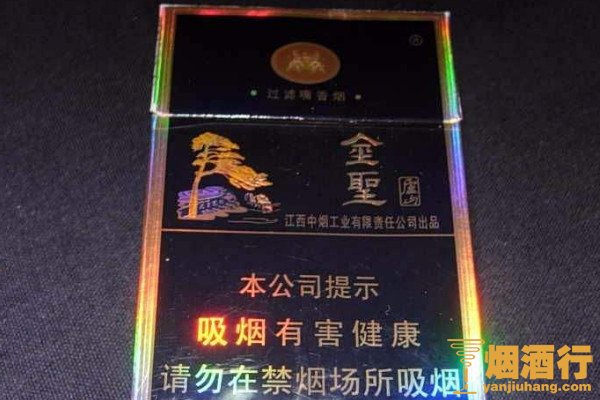 ®
过滤嘴香烟
金聖 庐山
江西中烟工业有限责任公司出品
本公司提示
吸烟有害健康
请勿在禁烟场所吸烟
烟酒行
yanjiuhang.com